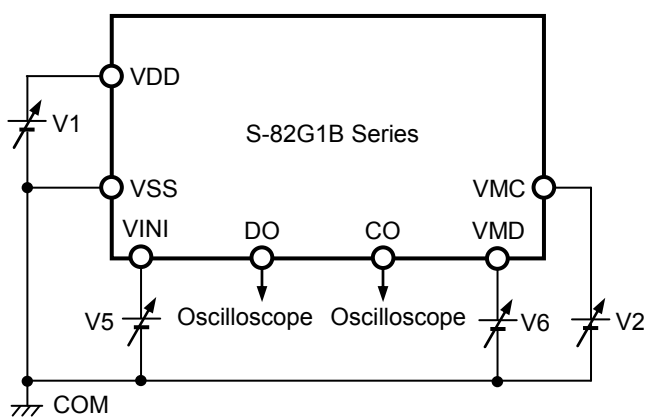 VDD
V1
S-82G1B Series
VSS
VMC
VINI
DO
CO
VMD
V5
Oscilloscope
Oscilloscope
V6
V2
COM